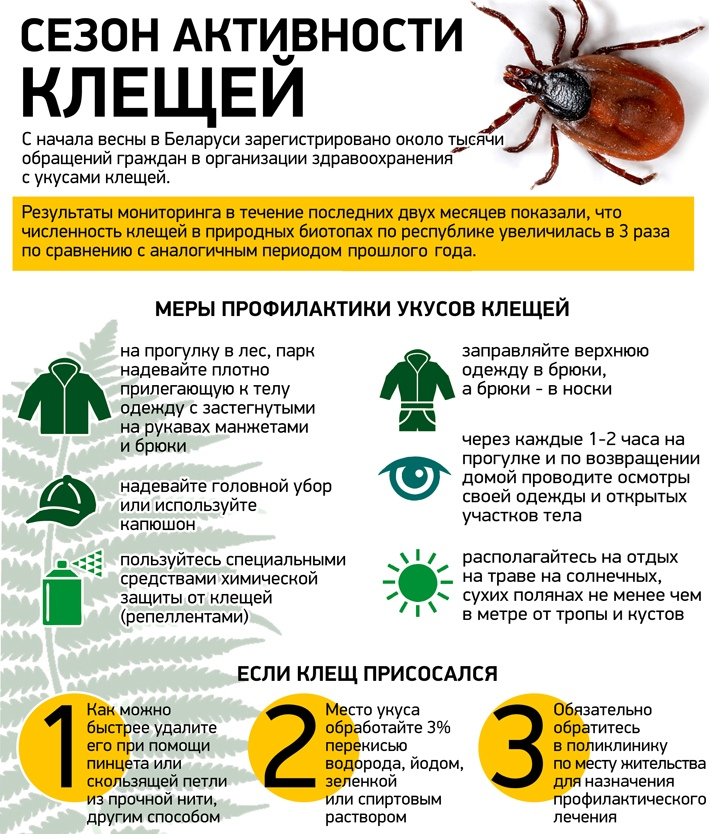 СЕЗОН АКТИВНОСТИ
КЛЕЩЕЙ
С начала весны в Беларуси зарегистрировано около тысячи
обращений граждан в организации здравоохранения
с укусами клещей.
Результаты мониторинга в течение последних двух месяцев показали, что
численность клещей в природных биотопах по республике увеличилась в 3 раза
по сравнению с аналогичным периодом прошлого года.
МЕРЫ ПРОФИЛАКТИКИ УКУСОВ КЛЕЩЕЙ
на прогулку в лес, парк
надевайте плотно
прилегающую к телу
одежду с застегнутыми
на рукавах манжетами
и брюки
заправляйте верхнюю
одежду в брюки,
а брюки - в носки
надевайте головной убор
или используйте
капюшон
через каждые 1-2 часа на
прогулке и по возвращении
домой проводите осмотры
своей одежды и открытых
участков тела
пользуйтесь специальными
средствами химической
защиты от клещей
(репеллентами)
располагайтесь на отдых
на траве на солнечных,
сухих полянах не менее чем
в метре от тропы и кустов
ЕСЛИ КЛЕЩ ПРИСОСАЛСЯ
1
Как можно
быстрее удалите
его при помощи
пинцета или
скользящей петли
из прочной нити,
другим способом
2
Место укуса
обработайте 3%
перекисью
водорода, йодом,
зеленкой
или спиртовым
раствором
3
Обязательно
обратитесь
в поликлинику
по месту жительства
для назначения
профилактического
лечения